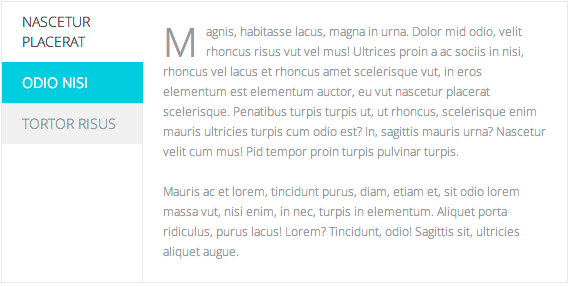 NASCETUR
PLACERAT
ODIO NISI
TORTOR RISUS
Magnis, habitasse lacus, magna in urna. Dolor mid odio, velit
rhoncus risus vut vel mus! Ultrices proin a ac sociis in nisi,
rhoncus vel lacus et rhoncus amet scelerisque vut, in eros
elementum est elementum auctor, eu vut nascetur placerat
scelerisque. Penatibus turpis turpis ut, ut rhoncus, scelerisque enim
mauris ultricies turpis cum odio est? In, sagittis mauris urna? Nascetur
velit cum mus! Pid tempor proin turpis pulvinar turpis.
Mauris ac et lorem, tincidunt purus, diam, etiam et, sit odio lorem
massa vut, nisi enim, in nec, turpis in elementum. Aliquet porta
ridiculus, purus lacus! Lorem? Tincidunt, odio! Sagittis sit, ultricies
aliquet augue.